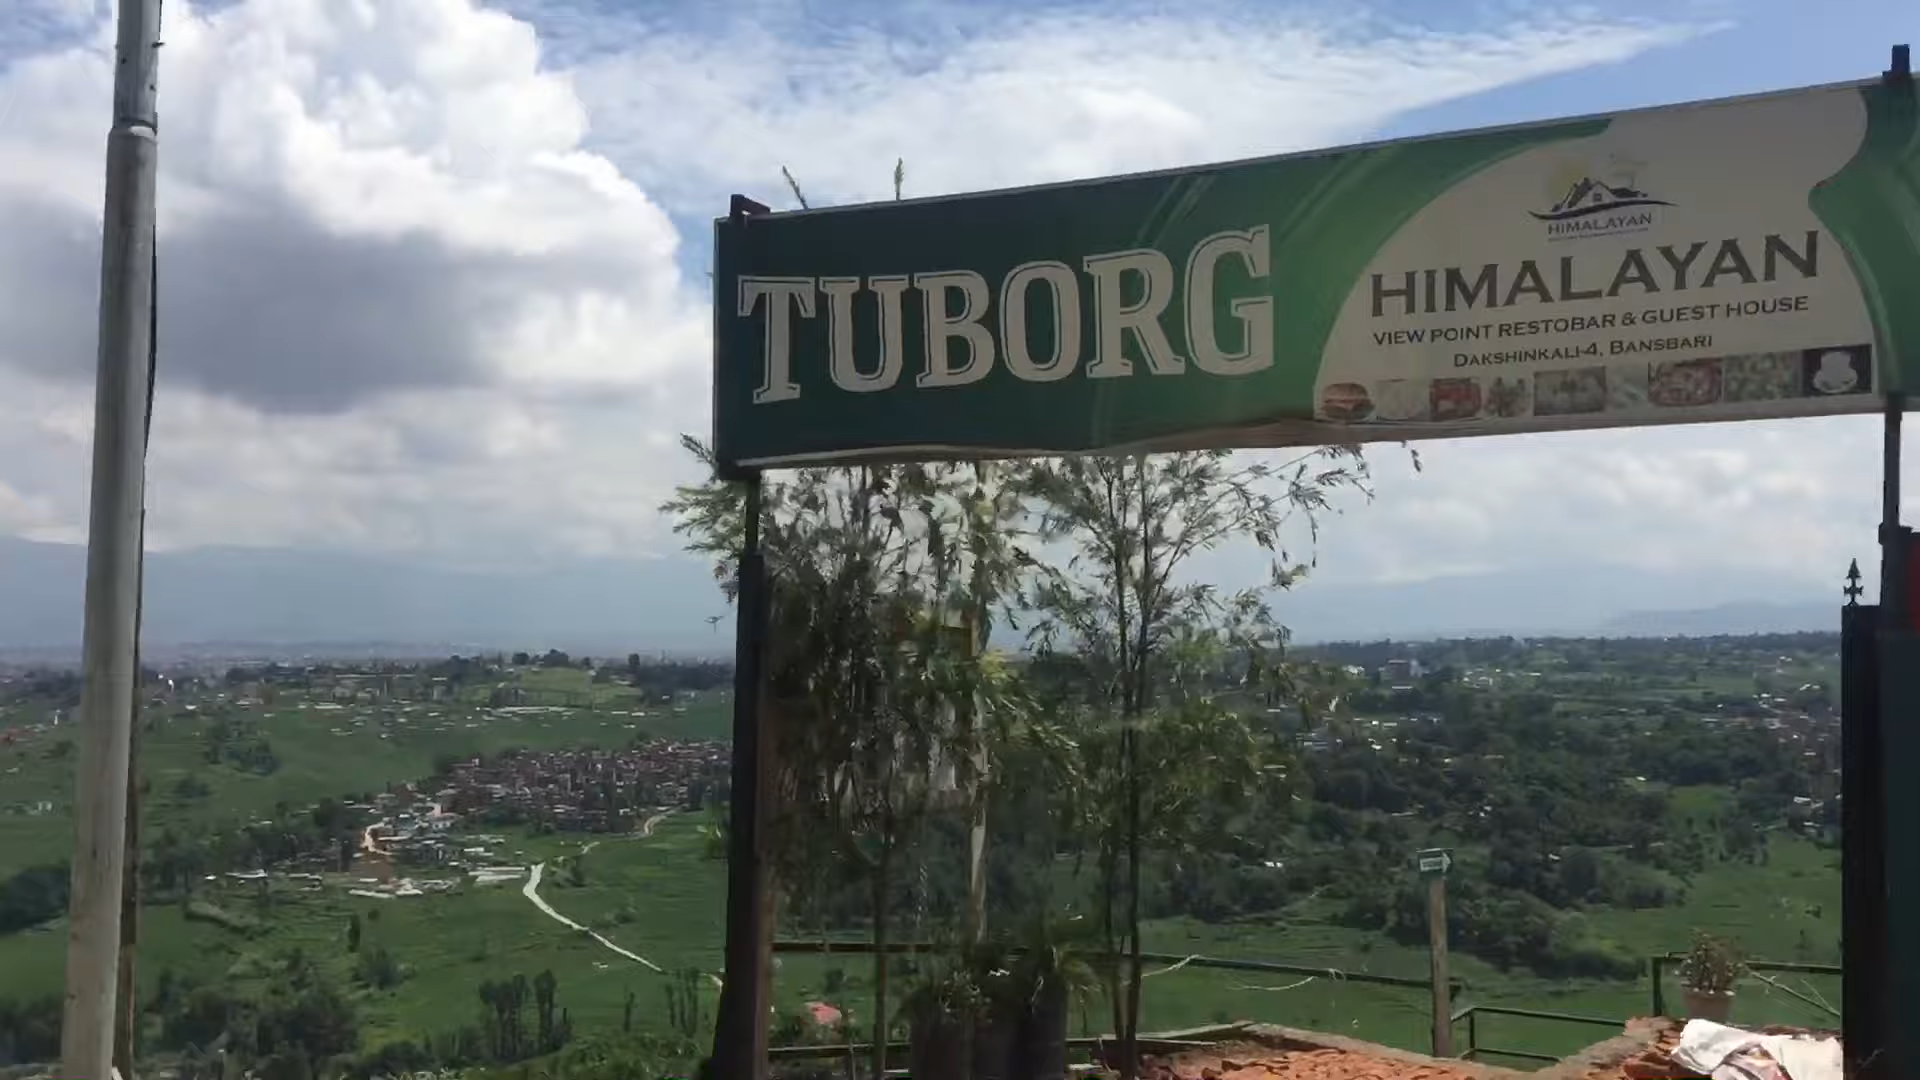 TUBORG
HIMALAYAN
HIMALAYAN
VIEW POINT RESTOBAR & GUEST HOUSE
DAKSHINKALI-4, BANSBARI